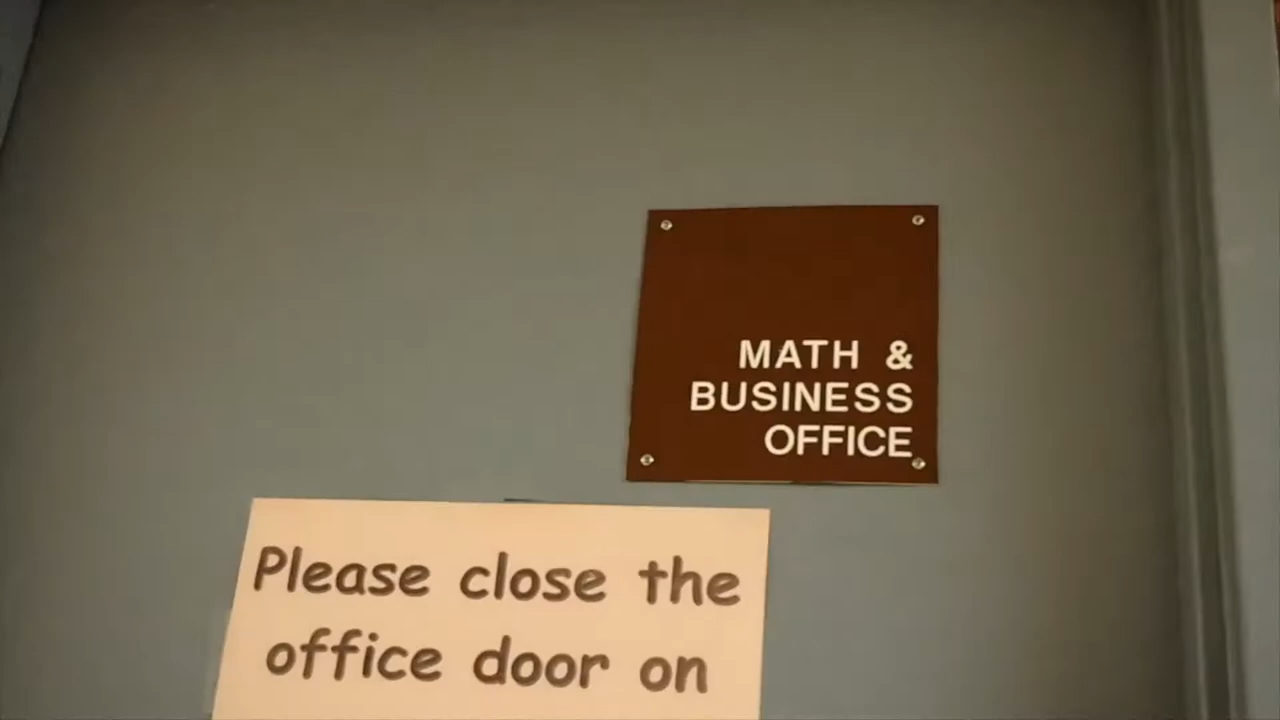 MATH &
BUSINESS
OFFICE
Please close the
office door on